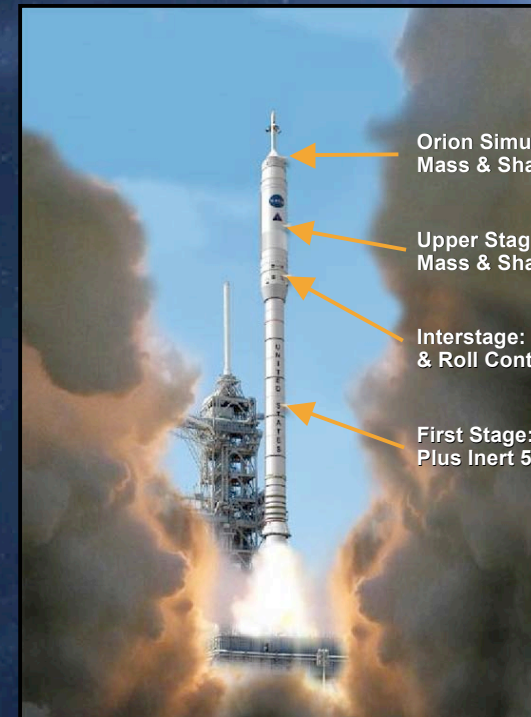 Orion Simu
Mass & Sha
Upper Stag
Mass & Sha
Interstage:
& Roll Cont
First Stage:
Plus Inert 5
UNITED STATES